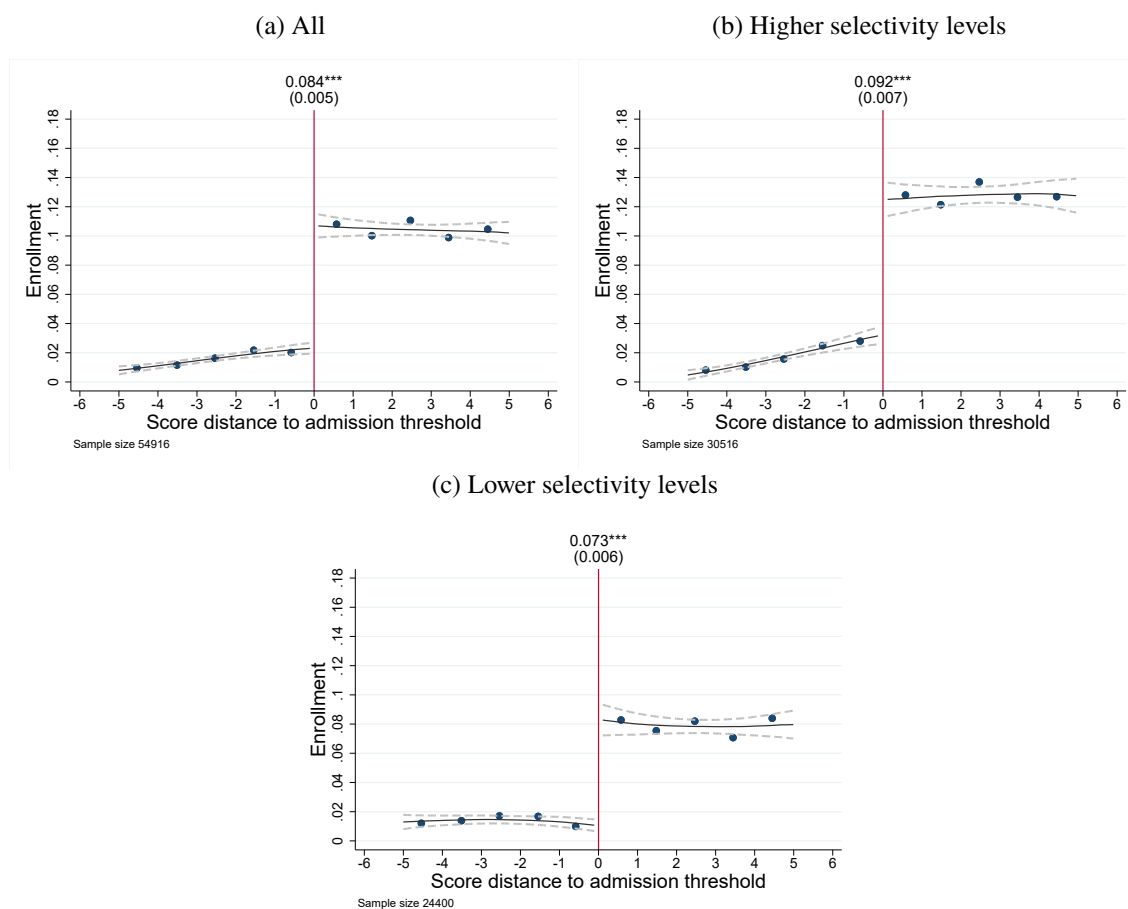 (a) All
0.084***
(0.005)
.18
.16
.14
.12
.1
.08
.06
.04
.02
0
Enrollment
-6 -5 -4 -3 -2 -1 0 1 2 3 4 5 6
Score distance to admission threshold
Sample size 54916
(b) Higher selectivity levels
0.092***
(0.007)
.18
.16
.14
.12
.1
.08
.06
.04
.02
0
Enrollment
-6 -5 -4 -3 -2 -1 0 1 2 3 4 5 6
Score distance to admission threshold
Sample size 30516
(c) Lower selectivity levels
0.073***
(0.006)
.18
.16
.14
.12
.1
.08
.06
.04
.02
0
Enrollment
-6 -5 -4 -3 -2 -1 0 1 2 3 4 5 6
Score distance to admission threshold
Sample size 24400